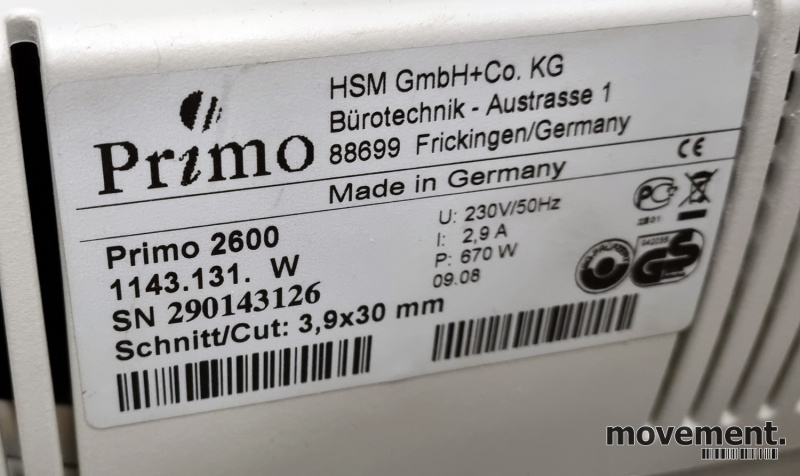 Primo
HSM GmbH+Co. KG
Bürotechnik - Austrasse 1
88699 Frickingen/Germany
Made in Germany
CE
Primo 2600
1143.131. W
SN 290143126
Schnitt/Cut: 3,9x30 mm
U: 230V/50Hz
I: 2,9 A
P: 670 W
09.08
GS
movement.